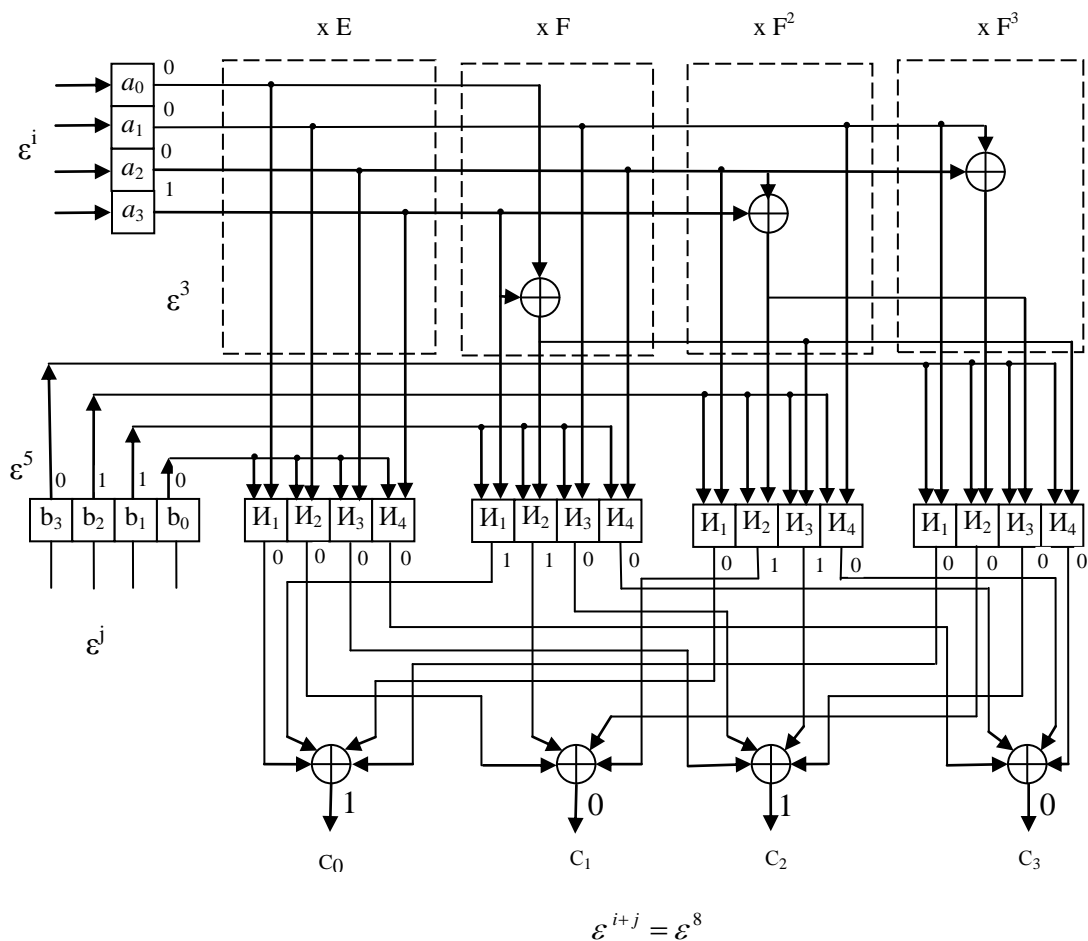 x E x F x F² x F³
0
a₀
0
a₁
0
a₂
1
a₃
εⁱ
ε³
ε⁵
0 1 1 0
b₃ b₂ b₁ b₀
И₁ И₂ И₃ И₄ И₁ И₂ И₃ И₄ И₁ И₂ И₃ И₄ И₁ И₂ И₃ И₄
0 0 0 0 1 1 0 0 0 1 1 0 0 0 0 0
εʲ
1 0 1 0
C₀ C₁ C₂ C₃
εⁱ⁺ʲ = ε⁸